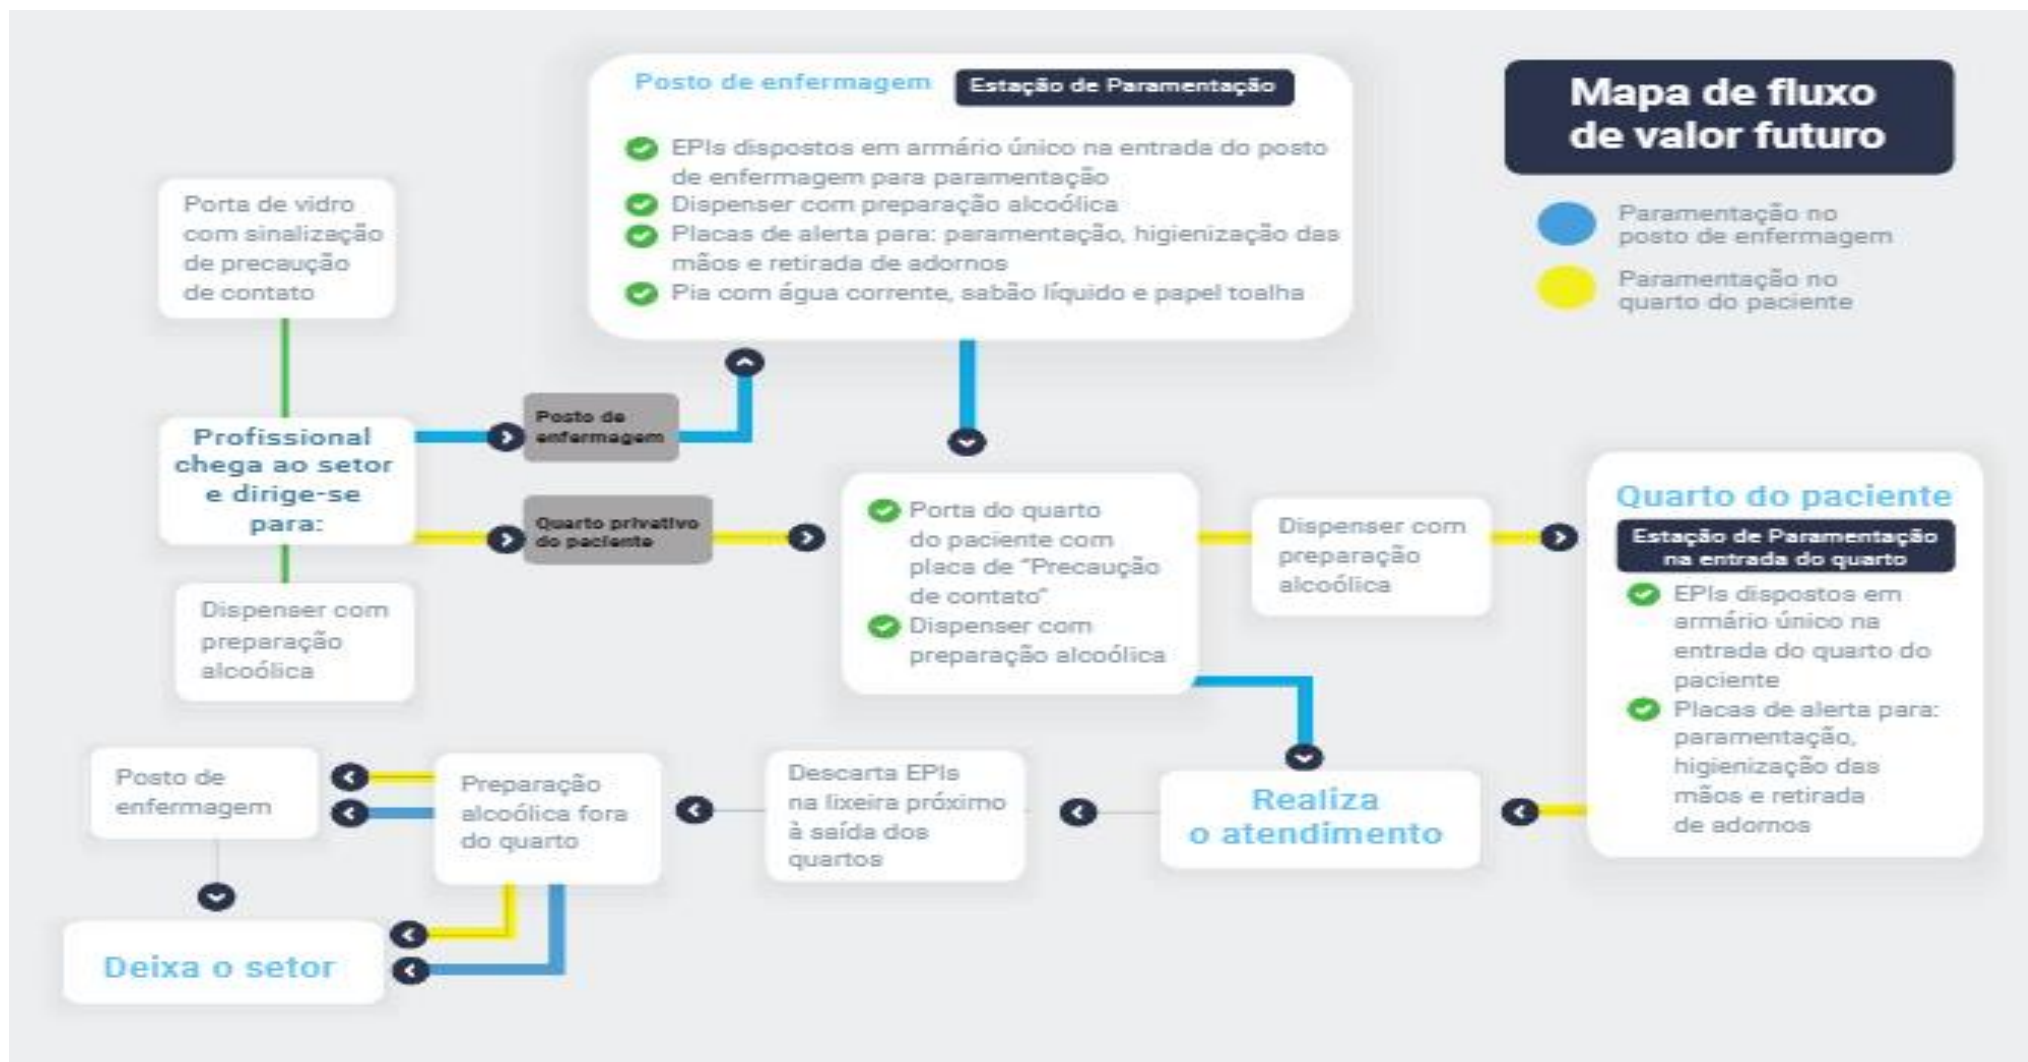 Posto de enfermagem
Estação de Paramentação
EPIs dispostos em armário único na entrada do posto
de enfermagem para paramentação
Dispenser com preparação alcoólica
Placas de alerta para: paramentação, higienização das
mãos e retirada de adornos
Pia com água corrente, sabão líquido e papel toalha
Mapa de fluxo
de valor futuro
Paramentação no
posto de enfermagem
Paramentação no
quarto do paciente
Porta de vidro
com sinalização
de precaução
de contato
Profissional
chega ao setor
e dirige-se
para:
Dispenser com
preparação
alcoólica
Posto de
enfermagem
Quarto privativo
do paciente
Porta do quarto
do paciente com
placa de “Precaução
de contato”
Dispenser com
preparação alcoólica
Dispenser com
preparação
alcoólica
Quarto do paciente
Estação de Paramentação
na entrada do quarto
EPIs dispostos em
armário único na
entrada do quarto do
paciente
Placas de alerta para:
paramentação,
higienização das
mãos e retirada
de adornos
Realiza
o atendimento
Descarta EPIs
na lixeira próximo
à saída dos
quartos
Preparação
alcoólica fora
do quarto
Posto de
enfermagem
Deixa o setor